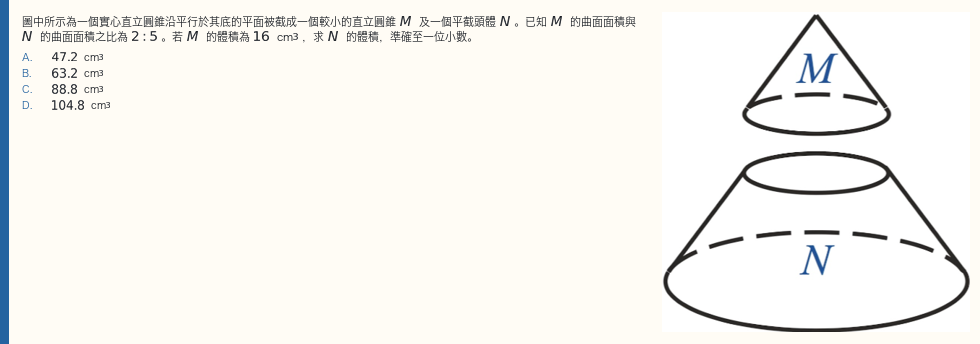 圖中所示為一個實心直立圓錐沿平行於其底的平面被截成一個較小的直立圓錐 M 及一個平截頭體 N 。已知 M 的曲面面積與
N 的曲面面積之比為 2 : 5 。若 M 的體積為 16 cm³ , 求 N 的體積, 準確至一位小數。
A. 47.2 cm³
B. 63.2 cm³
C. 88.8 cm³
D. 104.8 cm³
M
N